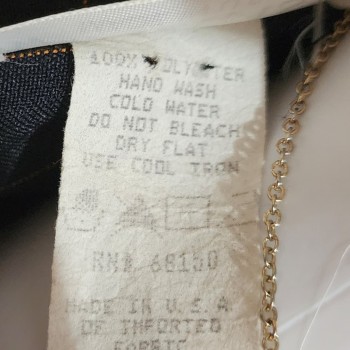 100% POLYESTER
HAND WASH
COLD WATER
DO NOT BLEACH
DRY FLAT
USE COOL IRON
RN# 68150
MADE IN U.S.A
OF IMPORTED
FABRIC